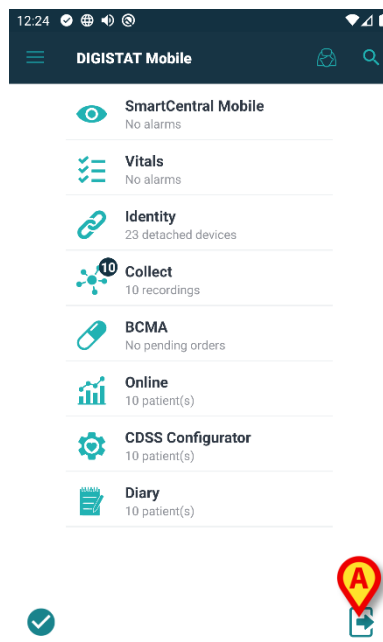 12:24
DIGISTAT Mobile
SmartCentral Mobile
No alarms
Vitals
No alarms
Identity
23 detached devices
10
Collect
10 recordings
BCMA
No pending orders
Online
10 patient(s)
CDSS Configurator
10 patient(s)
Diary
10 patient(s)
A